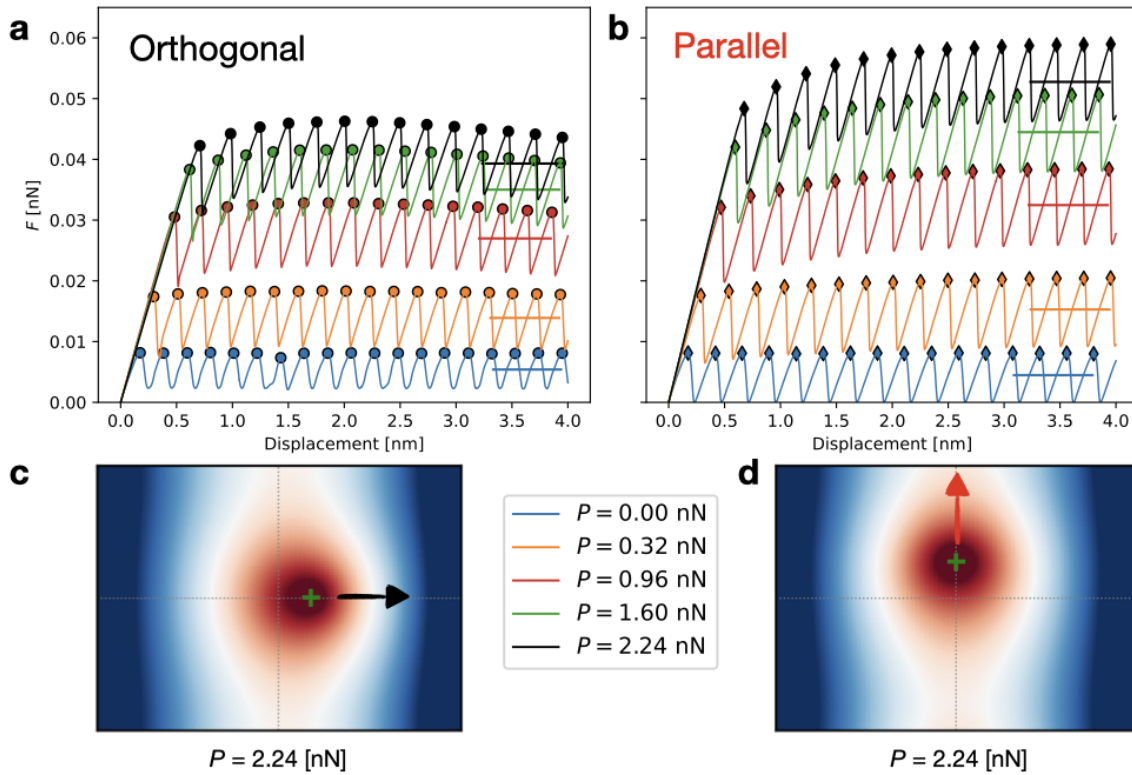 a
Orthogonal
F [nN]
0.06
0.05
0.04
0.03
0.02
0.01
0.00
0.0 0.5 1.0 1.5 2.0 2.5 3.0 3.5 4.0
Displacement [nm]
b
Parallel
0.0 0.5 1.0 1.5 2.0 2.5 3.0 3.5 4.0
Displacement [nm]
c
P = 2.24 [nN]
P = 0.00 nN
P = 0.32 nN
P = 0.96 nN
P = 1.60 nN
P = 2.24 nN
d
P = 2.24 [nN]